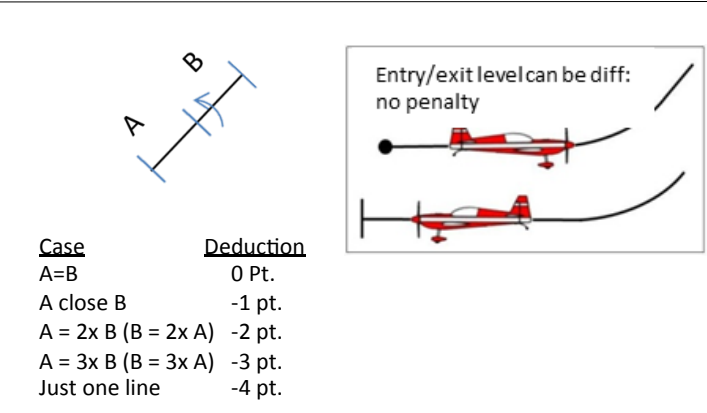 B
A
Entry/exit level can be diff:
no penalty
Case Deduction
A=B 0 Pt.
A close B -1 pt.
A = 2x B (B = 2x A) -2 pt.
A = 3x B (B = 3x A) -3 pt.
Just one line -4 pt.